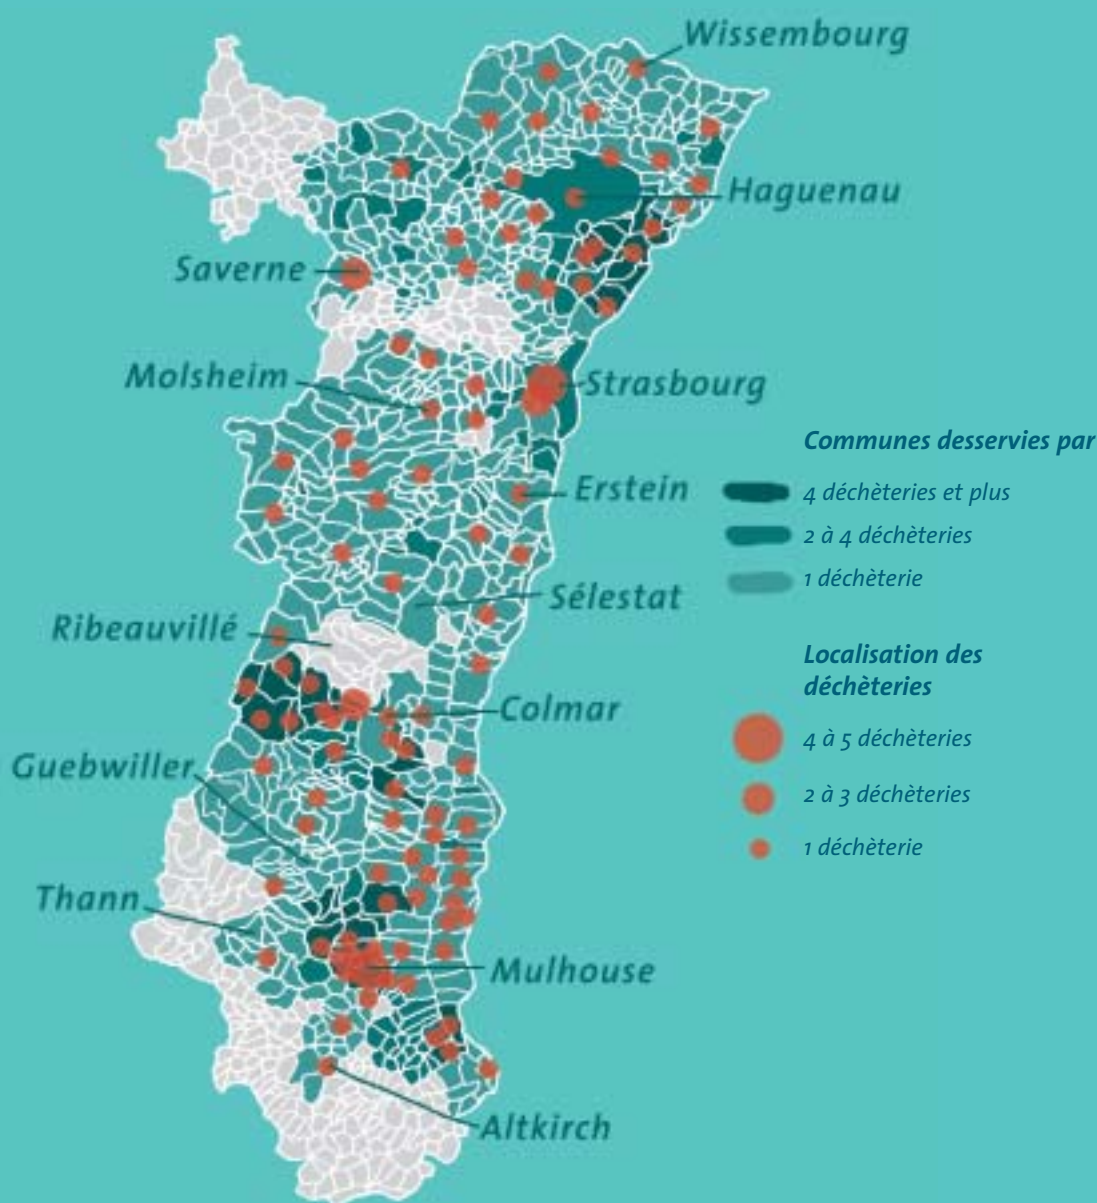 Wissembourg
Haguenau
Saverne
Molsheim
Strasbourg
Communes desservies par
4 déchèteries et plus
Erstein
2 à 4 déchèteries
1 déchèterie
Sélestat
Ribeauvillé
Localisation des
déchèteries
Colmar
4 à 5 déchèteries
Guebwiller
2 à 3 déchèteries
1 déchèterie
Thann
Mulhouse
Altkirch